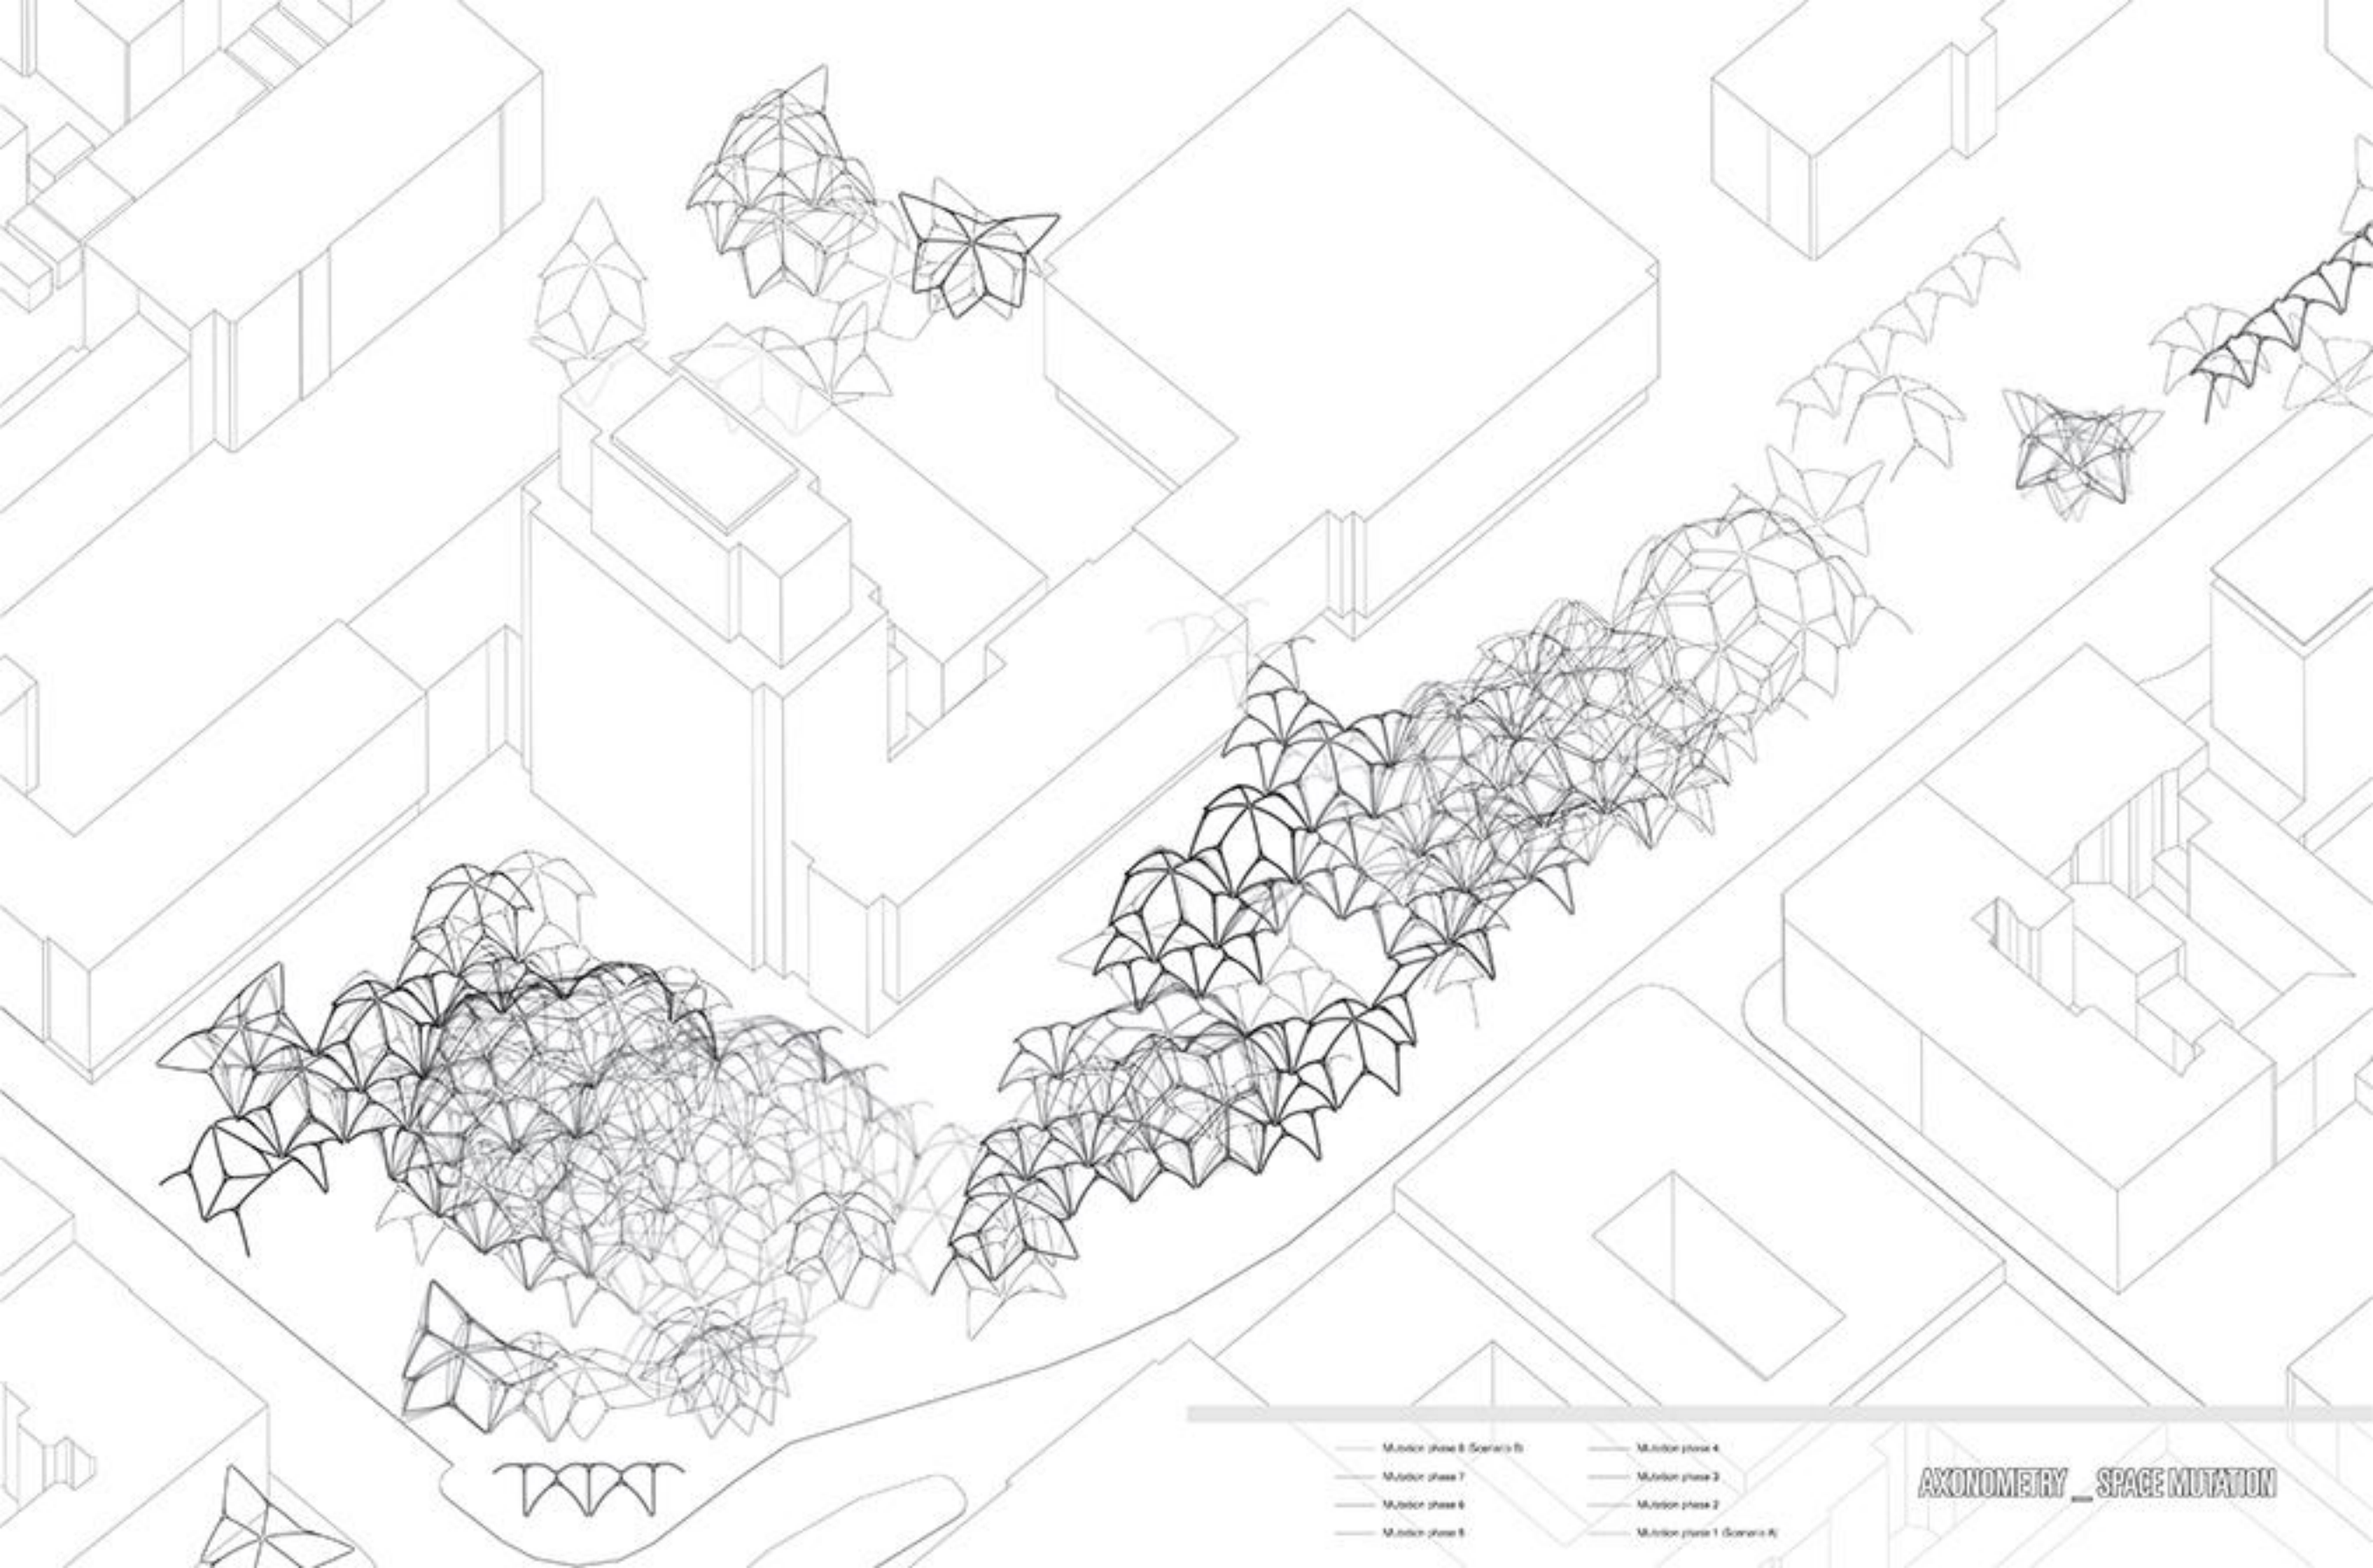 Mutation phase 8 (Scenario B)
Mutation phase 7
Mutation phase 6
Mutation phase 5
Mutation phase 4
Mutation phase 3
Mutation phase 2
Mutation phase 1 (Scenario A)
AXONOMETRY _ SPACE MUTATION